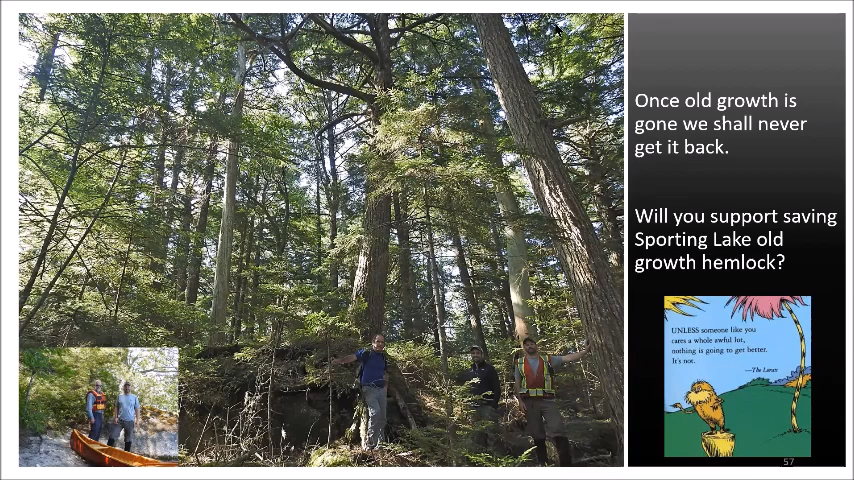 Once old growth is
gone we shall never
get it back.
Will you support saving
Sporting Lake old
growth hemlock?
UNLESS someone like you
cares a whole awful lot,
nothing is going to get better.
It's not.
—The Lorax
57